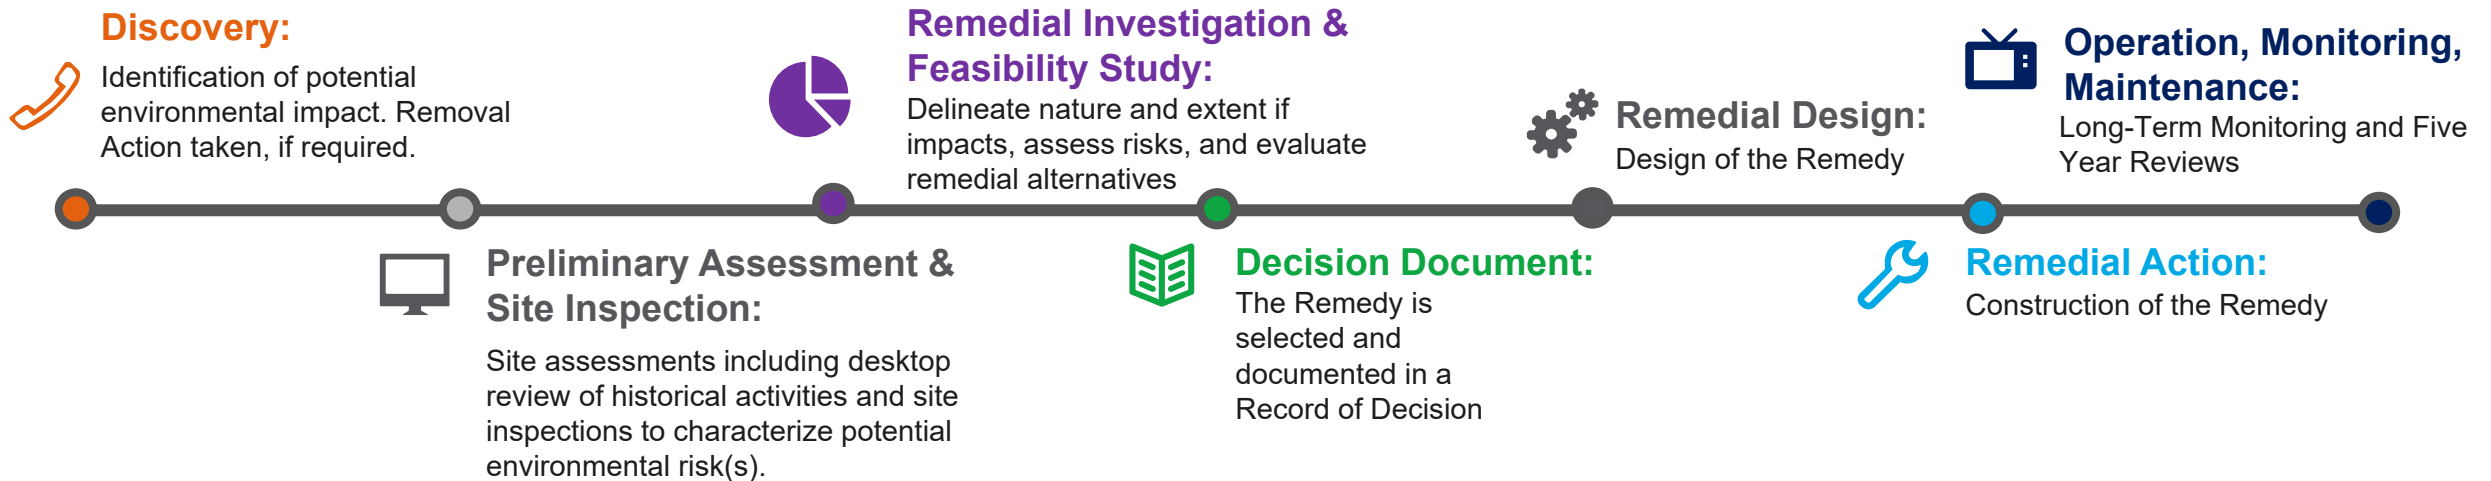 Discovery:
Identification of potential
environmental impact. Removal
Action taken, if required.
Preliminary Assessment &
Site Inspection:
Site assessments including desktop
review of historical activities and site
inspections to characterize potential
environmental risk(s).
Remedial Investigation &
Feasibility Study:
Delineate nature and extent if
impacts, assess risks, and evaluate
remedial alternatives
Decision Document:
The Remedy is
selected and
documented in a
Record of Decision
Remedial Design:
Design of the Remedy
Remedial Action:
Construction of the Remedy
Operation, Monitoring,
Maintenance:
Long-Term Monitoring and Five
Year Reviews